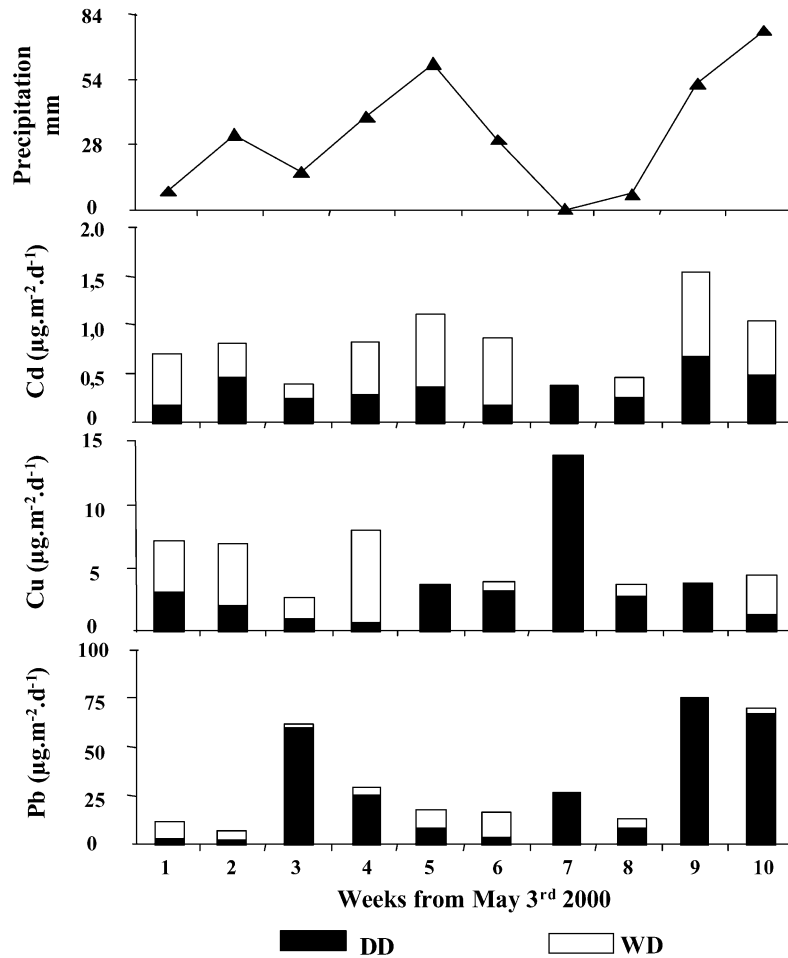 Precipitation
mm
84
54
28
0
Cd (µg.m⁻².d⁻¹)
2.0
1,5
1,0
0,5
0
Cu (µg.m⁻².d⁻¹)
15
10
5
0
Pb (µg.m⁻².d⁻¹)
100
75
50
25
0
1 2 3 4 5 6 7 8 9 10
Weeks from May 3ʳᵈ 2000
DD WD